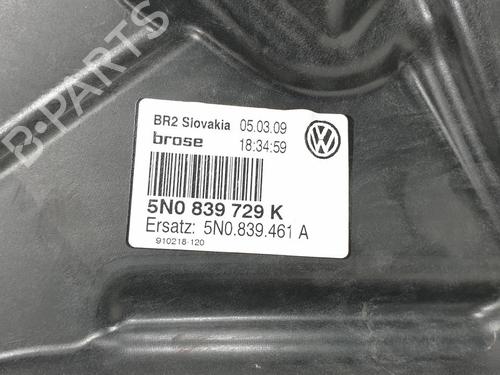 B-PARTS
BR2 Slovakia 05.03.09
brose 18:34:59
5N0 839 729 K
Ersatz: 5N0.839.461 A
910218-120